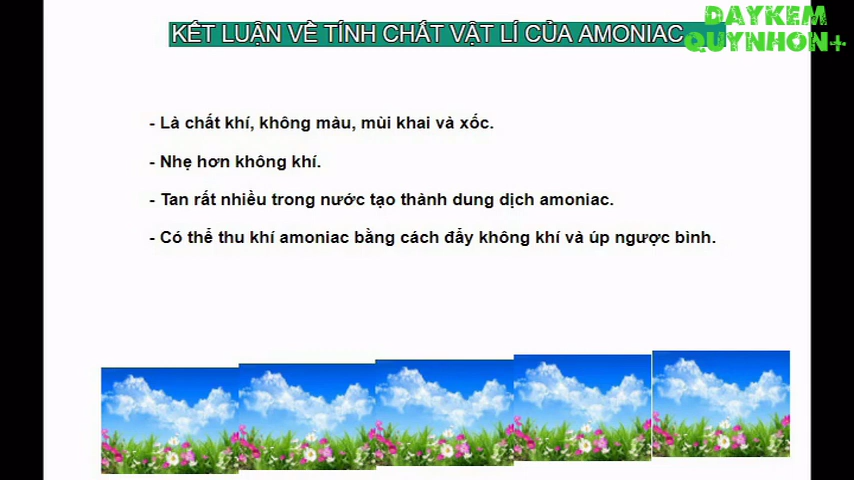 KẾT LUẬN VỀ TÍNH CHẤT VẬT LÍ CỦA AMONIAC
DAYKEM
QUYNHON+
- Là chất khí, không màu, mùi khai và xốc.
- Nhẹ hơn không khí.
- Tan rất nhiều trong nước tạo thành dung dịch amoniac.
- Có thể thu khí amoniac bằng cách đẩy không khí và úp ngược bình.